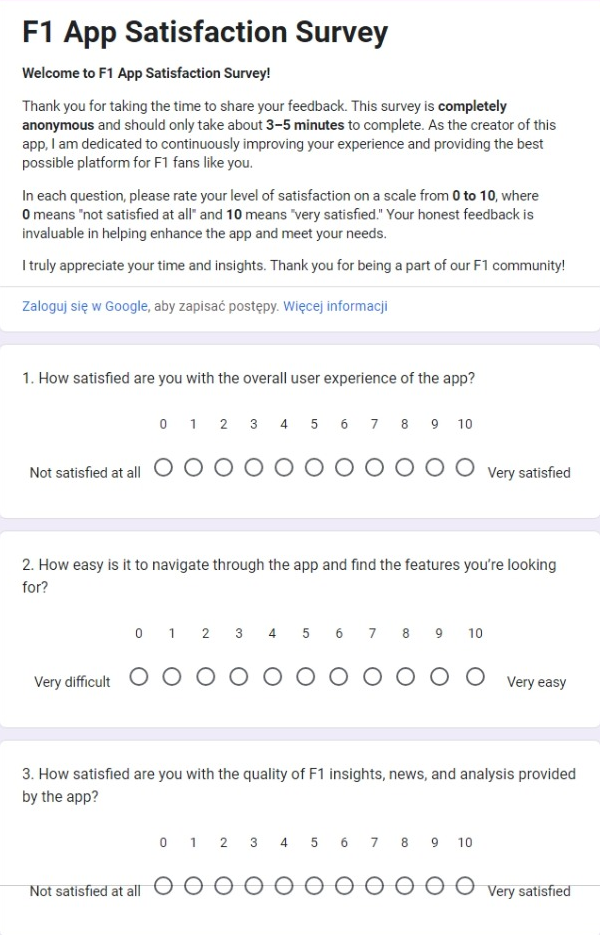 F1 App Satisfaction Survey
Welcome to F1 App Satisfaction Survey!
Thank you for taking the time to share your feedback. This survey is completely
anonymous and should only take about 3–5 minutes to complete. As the creator of this
app, I am dedicated to continuously improving your experience and providing the best
possible platform for F1 fans like you.
In each question, please rate your level of satisfaction on a scale from 0 to 10, where
0 means "not satisfied at all" and 10 means "very satisfied." Your honest feedback is
invaluable in helping enhance the app and meet your needs.
I truly appreciate your time and insights. Thank you for being a part of our F1 community!
Zaloguj się w Google, aby zapisać postępy. Więcej informacji
1. How satisfied are you with the overall user experience of the app?
0 1 2 3 4 5 6 7 8 9 10
Not satisfied at all Very satisfied
2. How easy is it to navigate through the app and find the features you're looking
for?
0 1 2 3 4 5 6 7 8 9 10
Very difficult Very easy
3. How satisfied are you with the quality of F1 insights, news, and analysis provided
by the app?
0 1 2 3 4 5 6 7 8 9 10
Not satisfied at all Very satisfied